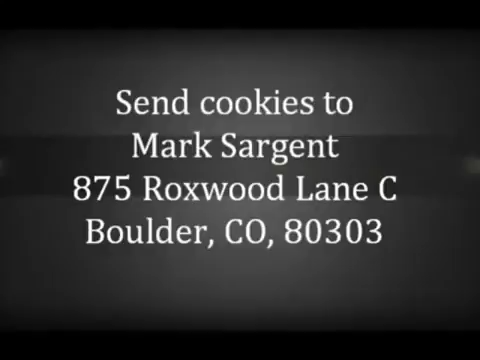 Send cookies to
Mark Sargent
875 Roxwood Lane C
Boulder, CO, 80303